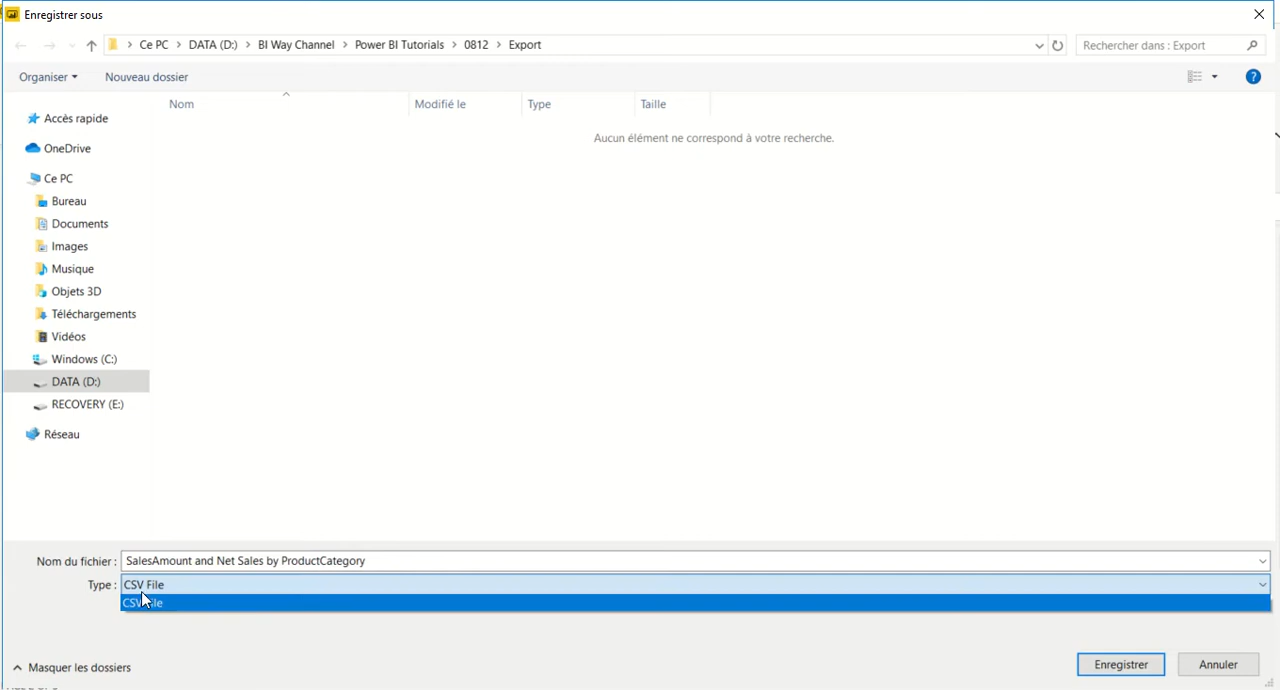 Enregistrer sous
Ce PC > DATA (D:) > BI Way Channel > Power BI Tutorials > 0812 > Export
Rechercher dans : Export
Organiser
Nouveau dossier
?
Nom
Modifié le
Type
Taille
Accès rapide
Aucun élément ne correspond à votre recherche.
OneDrive
Ce PC
Bureau
Documents
Images
Musique
Objets 3D
Téléchargements
Vidéos
Windows (C:)
DATA (D:)
RECOVERY (E:)
Réseau
Nom du fichier : SalesAmount and Net Sales by ProductCategory
Type : CSV File
CSV File
Masquer les dossiers
Enregistrer
Annuler